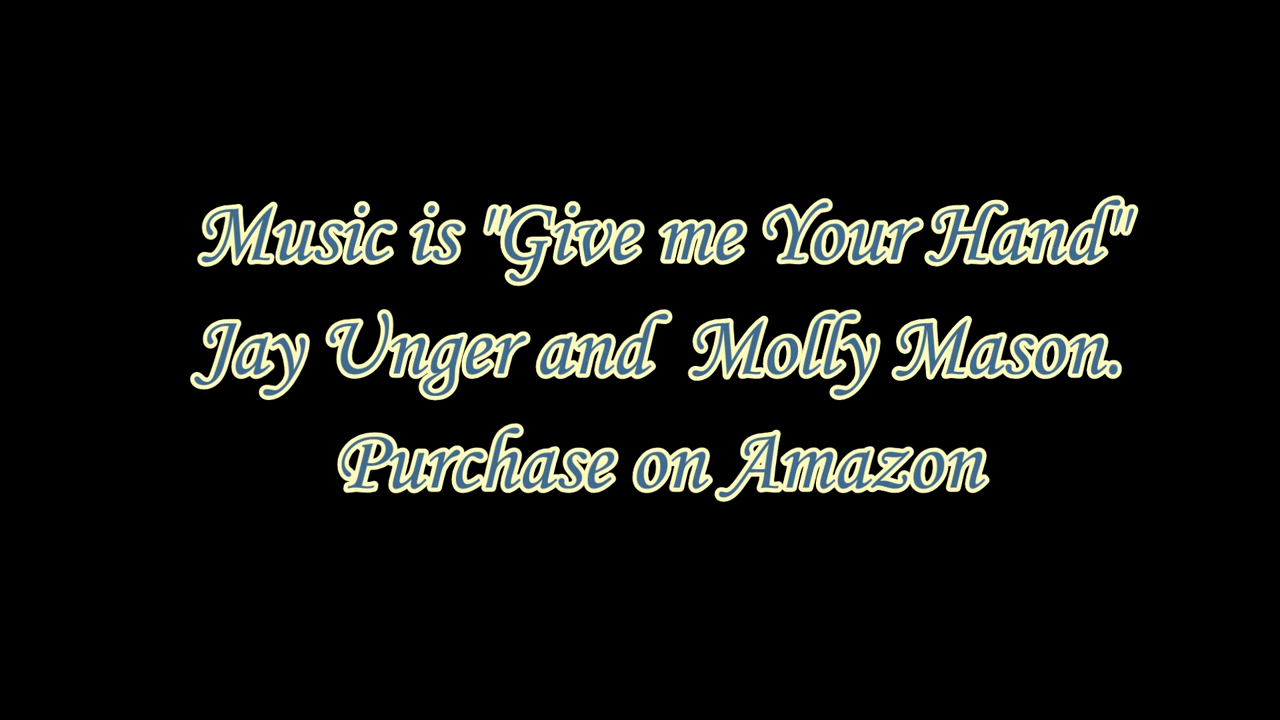 Music is "Give me Your Hand"
Jay Unger and  Molly Mason.
Purchase on Amazon